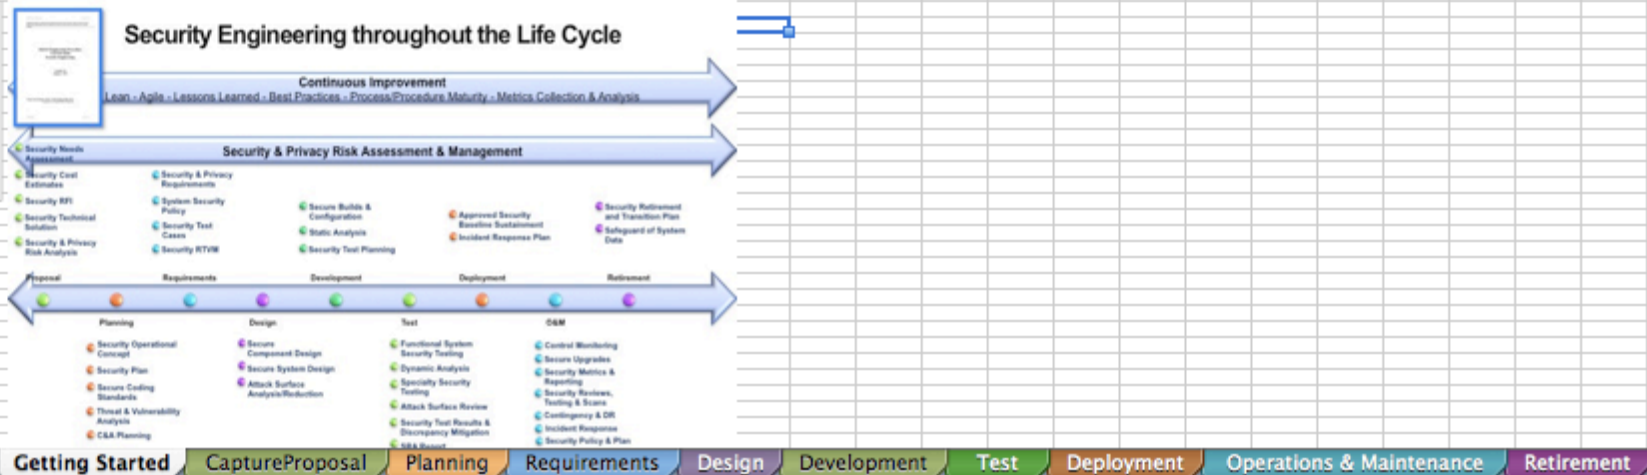 Security Engineering throughout the Life Cycle
Continuous Improvement
Lean - Agile - Lessons Learned - Best Practices - Process/Procedure Maturity - Metrics Collection & Analysis
Security & Privacy Risk Assessment & Management
Security Needs
Assessment
Security Cost
Estimates
Security RFI
Security Technical
Solution
Security & Privacy
Risk Analysis
Security & Privacy
Requirements
System Security
Policy
Security Test
Cases
Security RTVM
Secure Builds &
Configuration
Static Analysis
Security Test Planning
Approved Security
Baseline Sustainment
Incident Response Plan
Security Retirement
and Transition Plan
Safeguard of System
Data
Proposal
Requirements
Development
Deployment
Retirement
Planning
Design
Test
O&M
Security Operational
Concept
Security Plan
Secure Coding
Standards
Threat & Vulnerability
Analysis
C&A Planning
Secure
Component Design
Secure System Design
Attack Surface
Analysis/Reduction
Functional System
Security Testing
Dynamic Analysis
Specialty Security
Testing
Attack Surface Review
Security Test Results &
Discrepancy Mitigation
SRA Report
Control Monitoring
Secure Upgrades
Security Metrics &
Reporting
Security Reviews,
Testing & Scans
Contingency & DR
Incident Response
Security Policy & Plan
Getting Started
CaptureProposal
Planning
Requirements
Design
Development
Test
Deployment
Operations & Maintenance
Retirement